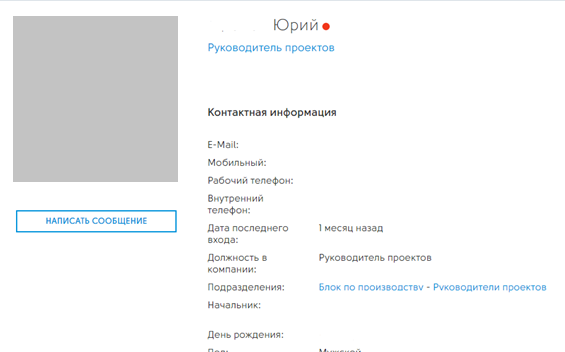 Юрий
Руководитель проектов
Контактная информация
E-Mail:
Мобильный:
Рабочий телефон:
Внутренний
телефон:
Дата последнего
входа: 1 месяц назад
Должность в
компании: Руководитель проектов
Подразделения: Блок по производству - Руководители проектов
Начальник:
День рождения:
Пол: Мужской
НАПИСАТЬ СООБЩЕНИЕ